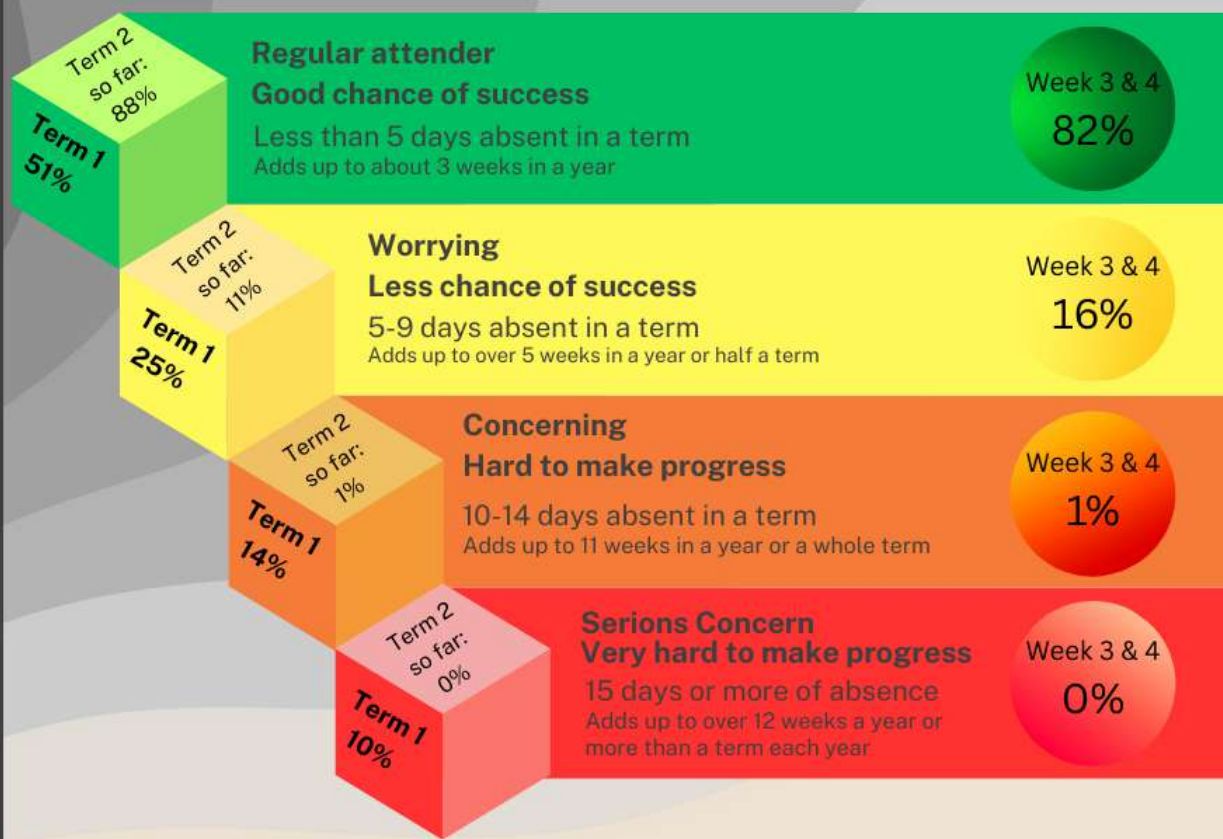 Term 2
so far:
88%
Term 1
51%
Regular attender
Good chance of success
Less than 5 days absent in a term
Adds up to about 3 weeks in a year
Week 3 & 4
82%
Term 2
so far:
11%
Term 1
25%
Worrying
Less chance of success
5-9 days absent in a term
Adds up to over 5 weeks in a year or half a term
Week 3 & 4
16%
Term 2
so far:
1%
Term 1
14%
Concerning
Hard to make progress
10-14 days absent in a term
Adds up to 11 weeks in a year or a whole term
Week 3 & 4
1%
Term 2
so far:
0%
Term 1
10%
Serions Concern
Very hard to make progress
15 days or more of absence
Adds up to over 12 weeks a year or
more than a term each year
Week 3 & 4
0%